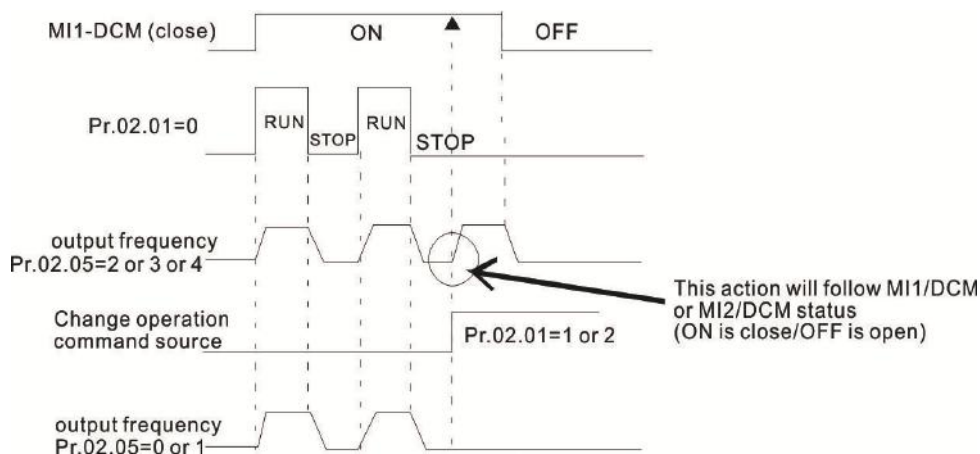 MI1-DCM (close)
ON
OFF
Pr.02.01=0
RUN
STOP
RUN
STOP
output frequency
Pr.02.05=2 or 3 or 4
This action will follow MI1/DCM
or MI2/DCM status
(ON is close/OFF is open)
Change operation
command source
Pr.02.01=1 or 2
output frequency
Pr.02.05=0 or 1